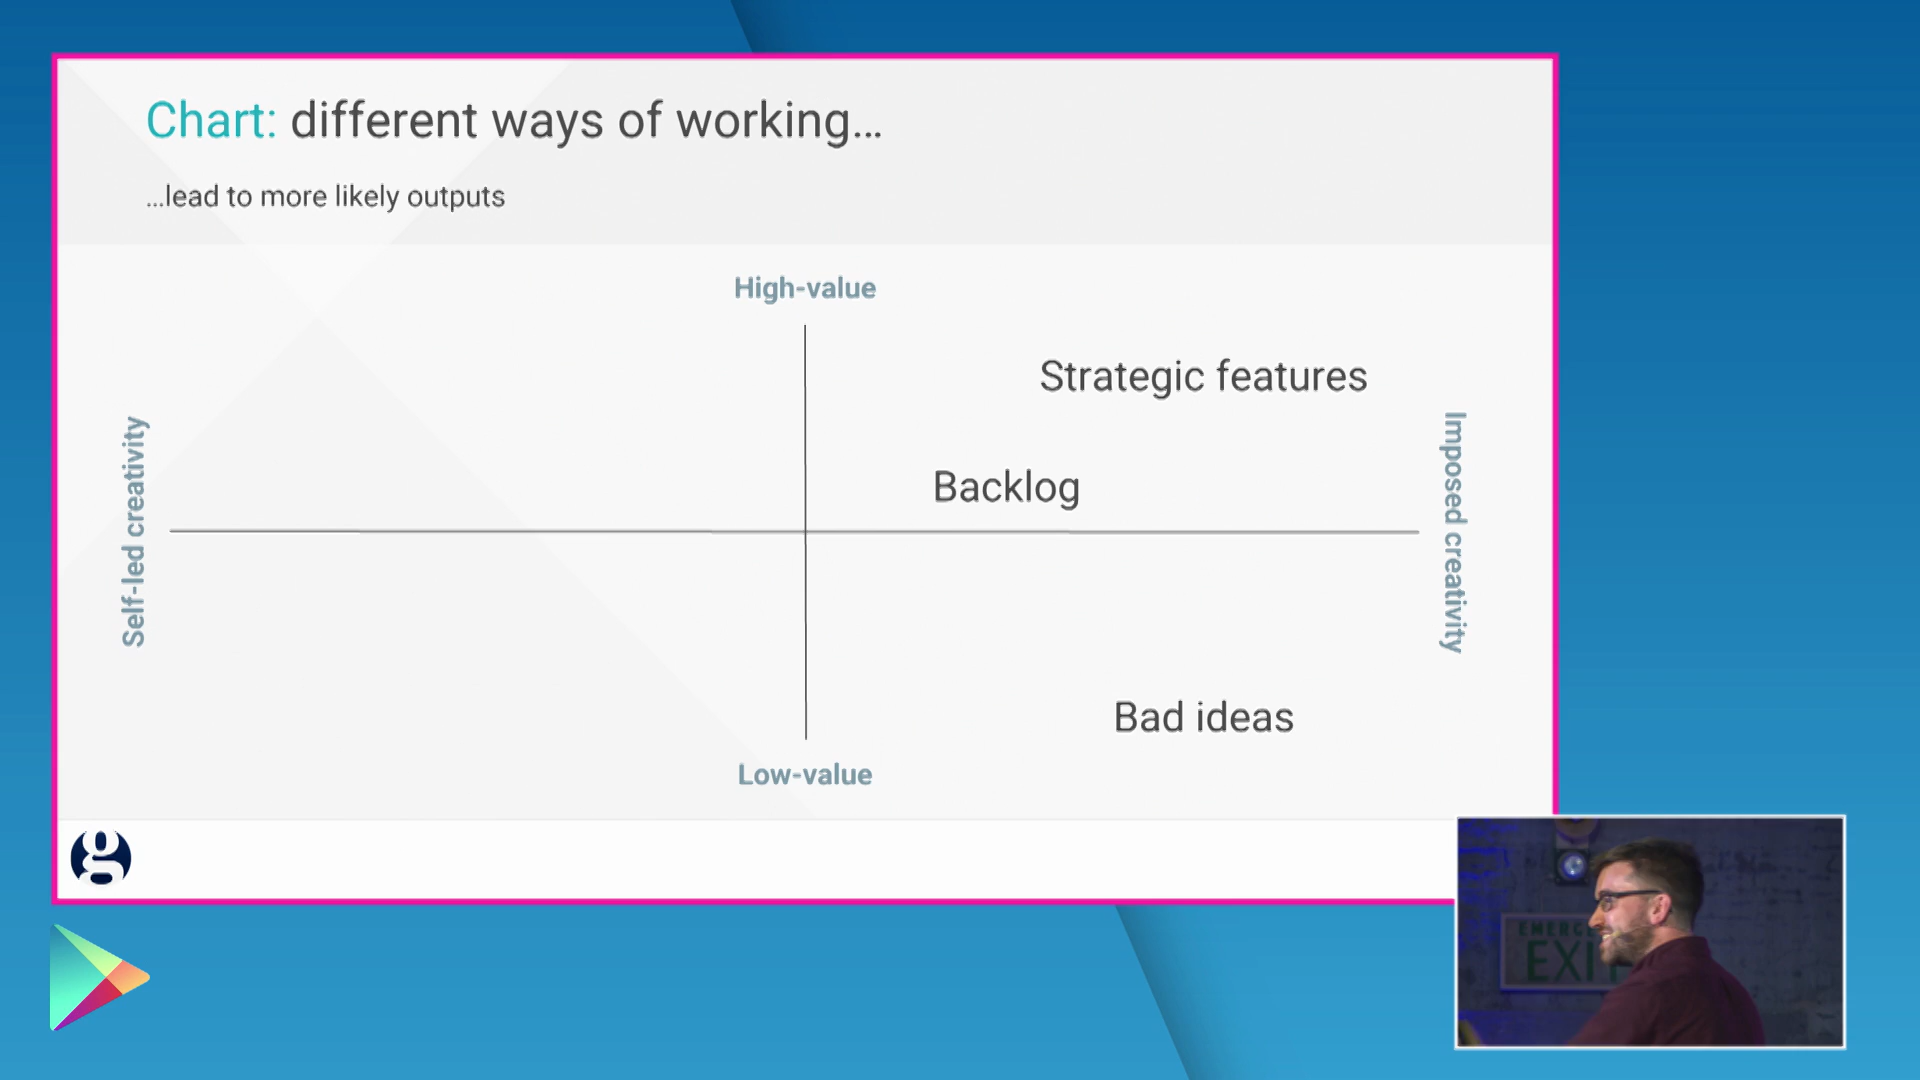 Chart: different ways of working...
...lead to more likely outputs
High-value
Strategic features
Self-led creativity
Imposed creativity
Backlog
Bad ideas
Low-value
g
EXIT